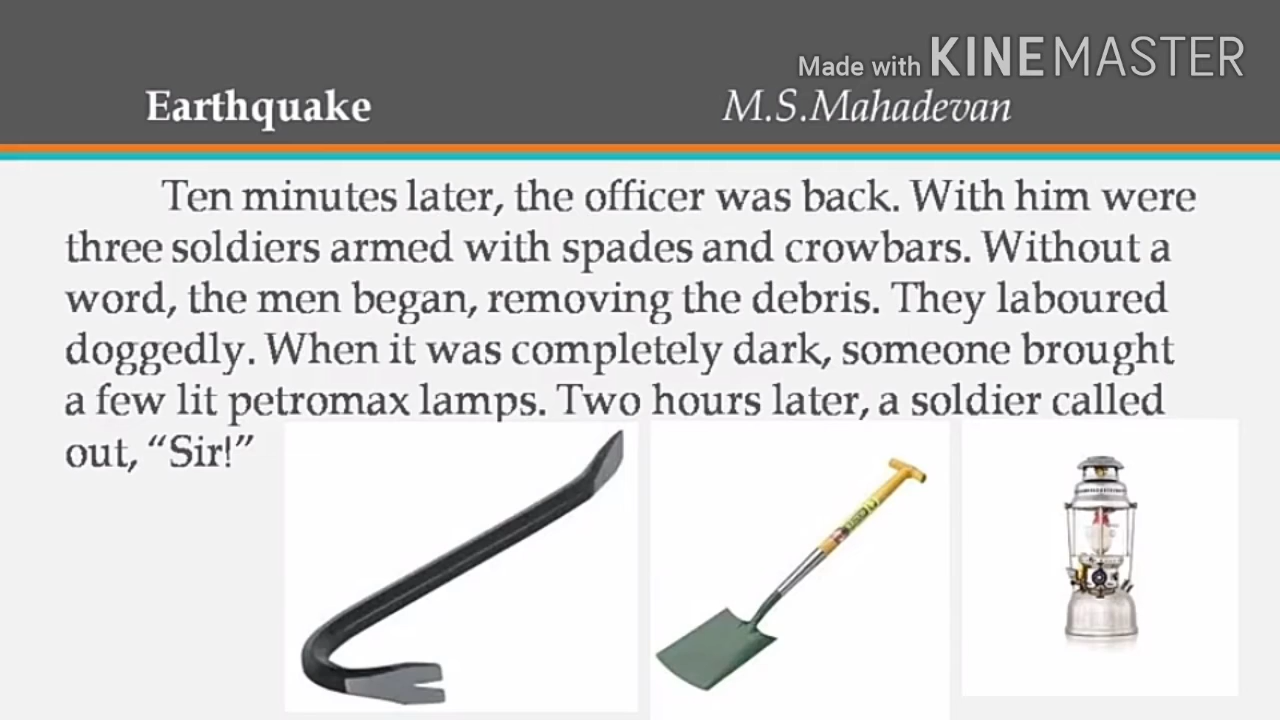 Made with KINEMASTER
Earthquake M.S.Mahadevan
Ten minutes later, the officer was back. With him were
three soldiers armed with spades and crowbars. Without a
word, the men began, removing the debris. They laboured
doggedly. When it was completely dark, someone brought
a few lit petromax lamps. Two hours later, a soldier called
out, “Sir!”